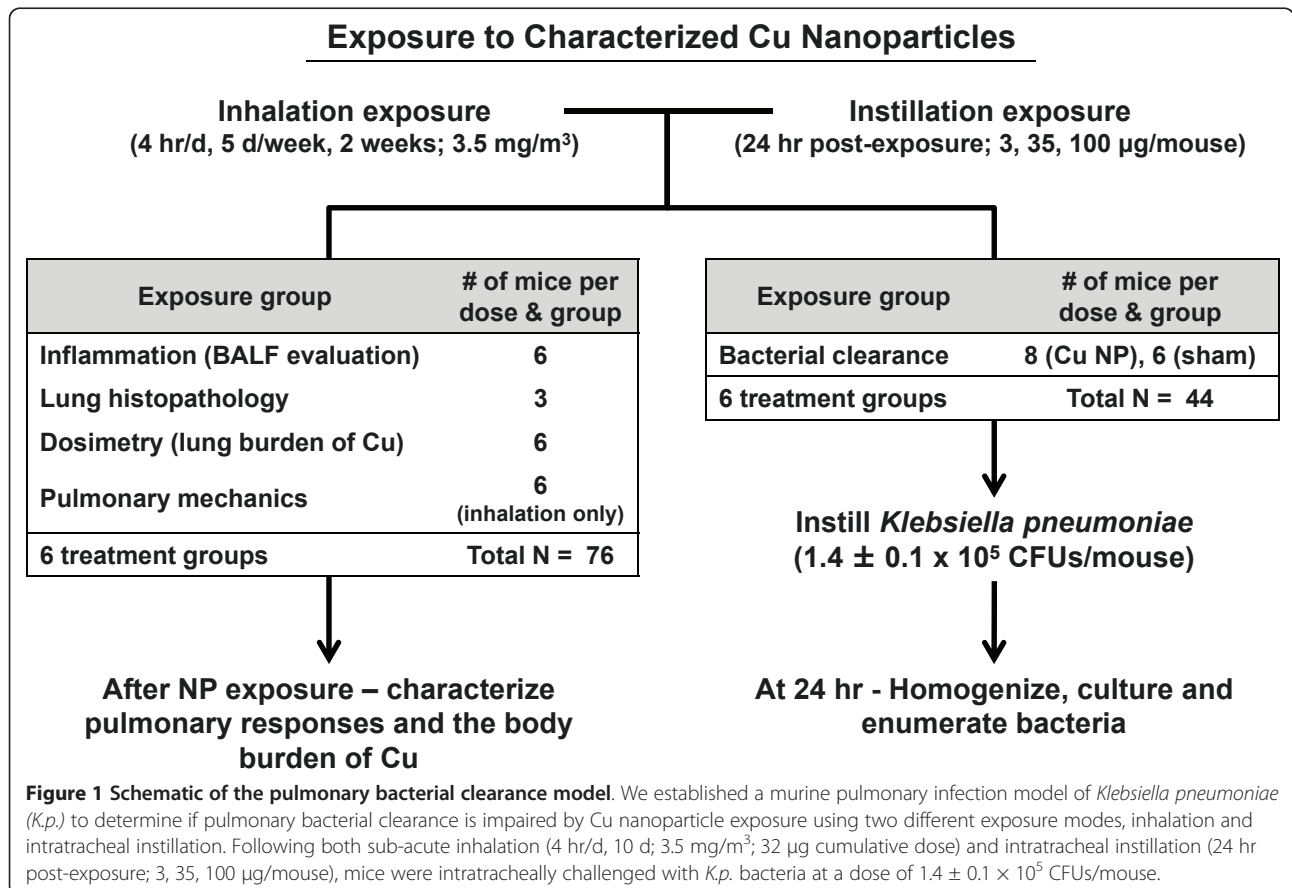 Exposure to Characterized Cu Nanoparticles
Inhalation exposure
(4 hr/d, 5 d/week, 2 weeks; 3.5 mg/m³)
Instillation exposure
(24 hr post-exposure; 3, 35, 100 µg/mouse)
Exposure group
# of mice per
dose & group
Inflammation (BALF evaluation) 6
Lung histopathology 3
Dosimetry (lung burden of Cu) 6
Pulmonary mechanics 6
(inhalation only)
6 treatment groups Total N = 76
After NP exposure – characterize
pulmonary responses and the body
burden of Cu
Exposure group
# of mice per
dose & group
Bacterial clearance 8 (Cu NP), 6 (sham)
6 treatment groups Total N = 44
Instill Klebsiella pneumoniae
(1.4 ± 0.1 x 10⁵ CFUs/mouse)
At 24 hr - Homogenize, culture and
enumerate bacteria
Figure 1 Schematic of the pulmonary bacterial clearance model. We established a murine pulmonary infection model of Klebsiella pneumoniae
(K.p.) to determine if pulmonary bacterial clearance is impaired by Cu nanoparticle exposure using two different exposure modes, inhalation and
intratracheal instillation. Following both sub-acute inhalation (4 hr/d, 10 d; 3.5 mg/m³; 32 µg cumulative dose) and intratracheal instillation (24 hr
post-exposure; 3, 35, 100 µg/mouse), mice were intratracheally challenged with K.p. bacteria at a dose of 1.4 ± 0.1 × 10⁵ CFUs/mouse.